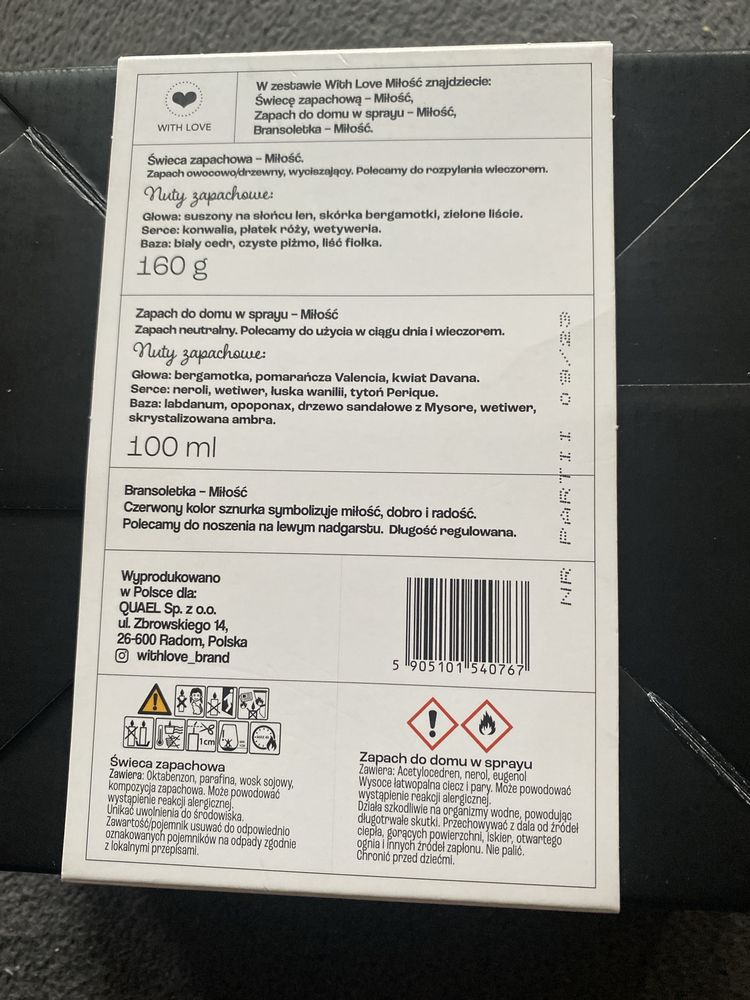 WITH LOVE
W zestawie With Love Miłość znajdziecie:
Świecę zapachową – Miłość,
Zapach do domu w sprayu – Miłość,
Bransoletka – Miłość.
Świeca zapachowa – Miłość.
Zapach owocowo/drzewny, wyciszający. Polecamy do rozpylania wieczorem.
Nuty zapachowe:
Głowa: suszony na słońcu len, skórka bergamotki, zielone liście.
Serce: konwalia, płatek róży, wetyweria.
Baza: biały cedr, czyste piżmo, liść fiołka.
160 g
Zapach do domu w sprayu – Miłość
Zapach neutralny. Polecamy do użycia w ciągu dnia i wieczorem.
Nuty zapachowe:
Głowa: bergamotka, pomarańcza Valencia, kwiat Davana.
Serce: neroli, wetiwer, łuska wanilii, tytoń Perique.
Baza: labdanum, opoponax, drzewo sandałowe z Mysore, wetiwer,
skrystalizowana ambra.
100 ml
NR PARTII 09/23
Bransoletka – Miłość
Czerwony kolor sznurka symbolizuje miłość, dobro i radość.
Polecamy do noszenia na lewym nadgarstu. Długość regulowana.
Wyprodukowano
w Polsce dla:
QUAEL Sp. z o.o.
ul. Zbrowskiego 14,
26-600 Radom, Polska
withlove_brand
5 905101 540767
1cm
Świeca zapachowa
Zawiera: Oktabenzon, parafina, wosk sojowy,
kompozycja zapachowa. Może powodować
wystąpienie reakcji alergicznej.
Unikać uwolnienia do środowiska.
Zawartość/pojemnik usuwać do odpowiednio
oznakowanych pojemników na odpady zgodnie
z lokalnymi przepisami.
Zapach do domu w sprayu
Zawiera: Acetylocedren, nerol, eugenol
Wysoce łatwopalna ciecz i pary. Może powodować
wystąpienie reakcji alergicznej.
Działa szkodliwie na organizmy wodne, powodując
długotrwałe skutki. Przechowywać z dala od źródeł
ciepła, gorących powierzchni, iskier, otwartego
ognia i innych źródeł zapłonu. Nie palić.
Chronić przed dziećmi.